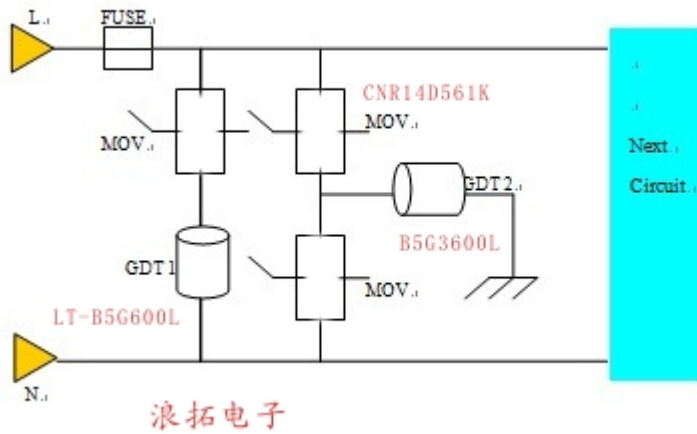 L.
FUSE.
CNR14D561K
MOV.
MOV.
Next.
Circuit.
GDT2.
B5G3600L
GDT1
MOV.
LT-B5G600L
N.
浪拓电子